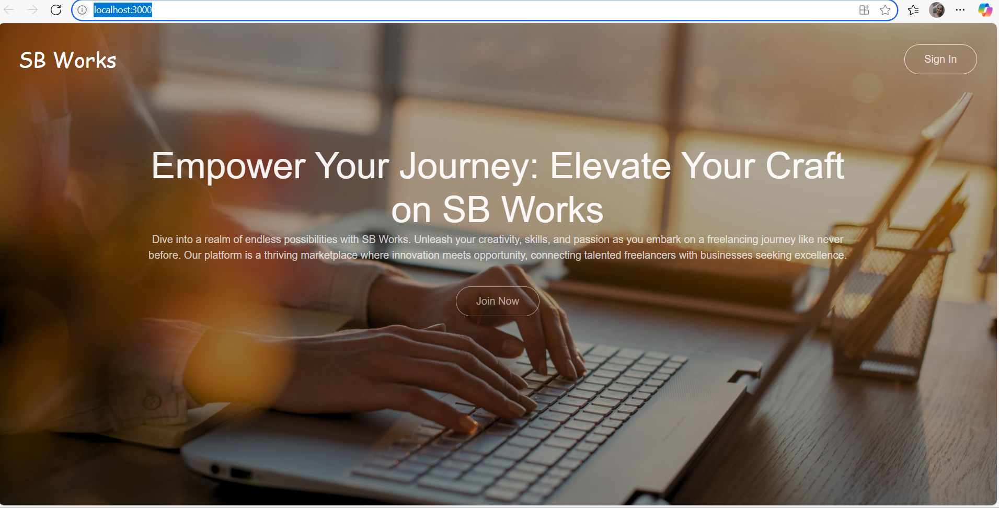 localhost:3000
SB Works
Sign In
Empower Your Journey: Elevate Your Craft
on SB Works
Dive into a realm of endless possibilities with SB Works. Unleash your creativity, skills, and passion as you embark on a freelancing journey like never
before. Our platform is a thriving marketplace where innovation meets opportunity, connecting talented freelancers with businesses seeking excellence.
Join Now